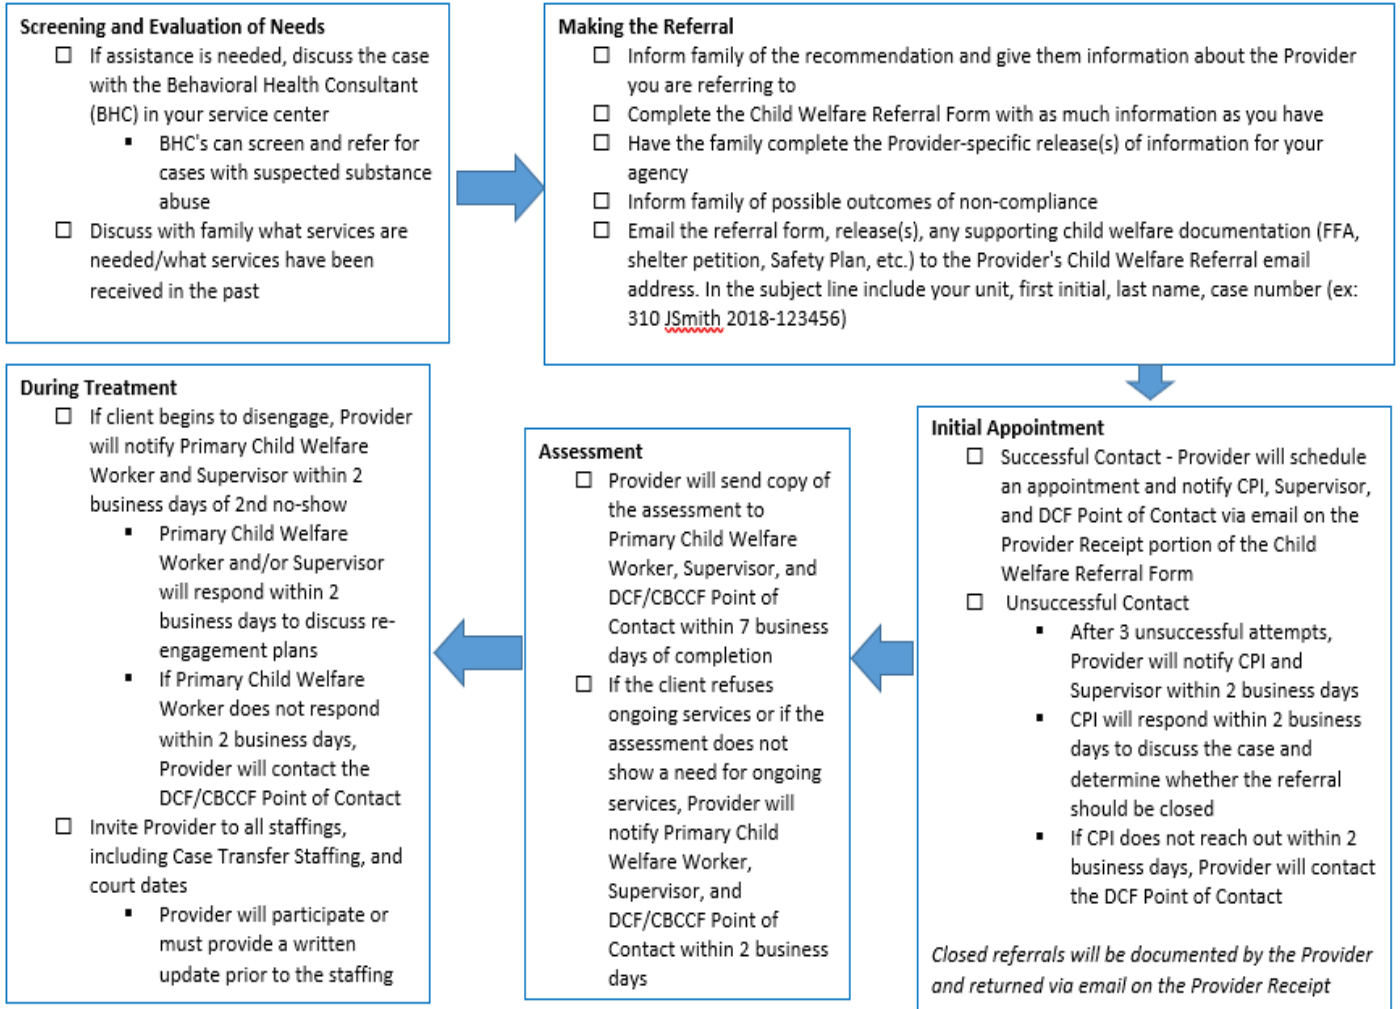 Screening and Evaluation of Needs
☐ If assistance is needed, discuss the case
with the Behavioral Health Consultant
(BHC) in your service center
▪ BHC's can screen and refer for
cases with suspected substance
abuse
☐ Discuss with family what services are
needed/what services have been
received in the past
Making the Referral
☐ Inform family of the recommendation and give them information about the Provider
you are referring to
☐ Complete the Child Welfare Referral Form with as much information as you have
☐ Have the family complete the Provider-specific release(s) of information for your
agency
☐ Inform family of possible outcomes of non-compliance
☐ Email the referral form, release(s), any supporting child welfare documentation (FFA,
shelter petition, Safety Plan, etc.) to the Provider's Child Welfare Referral email
address. In the subject line include your unit, first initial, last name, case number (ex:
310 JSmith 2018-123456)
Initial Appointment
☐ Successful Contact - Provider will schedule
an appointment and notify CPI, Supervisor,
and DCF Point of Contact via email on the
Provider Receipt portion of the Child
Welfare Referral Form
☐ Unsuccessful Contact
▪ After 3 unsuccessful attempts,
Provider will notify CPI and
Supervisor within 2 business days
▪ CPI will respond within 2 business
days to discuss the case and
determine whether the referral
should be closed
▪ If CPI does not reach out within 2
business days, Provider will contact
the DCF Point of Contact
Closed referrals will be documented by the Provider
and returned via email on the Provider Receipt
Assessment
☐ Provider will send copy of
the assessment to
Primary Child Welfare
Worker, Supervisor, and
DCF/CBCCF Point of
Contact within 7 business
days of completion
☐ If the client refuses
ongoing services or if the
assessment does not
show a need for ongoing
services, Provider will
notify Primary Child
Welfare Worker,
Supervisor, and
DCF/CBCCF Point of
Contact within 2 business
days
During Treatment
☐ If client begins to disengage, Provider
will notify Primary Child Welfare
Worker and Supervisor within 2
business days of 2nd no-show
▪ Primary Child Welfare
Worker and/or Supervisor
will respond within 2
business days to discuss re-
engagement plans
▪ If Primary Child Welfare
Worker does not respond
within 2 business days,
Provider will contact the
DCF/CBCCF Point of Contact
☐ Invite Provider to all staffings,
including Case Transfer Staffing, and
court dates
▪ Provider will participate or
must provide a written
update prior to the staffing